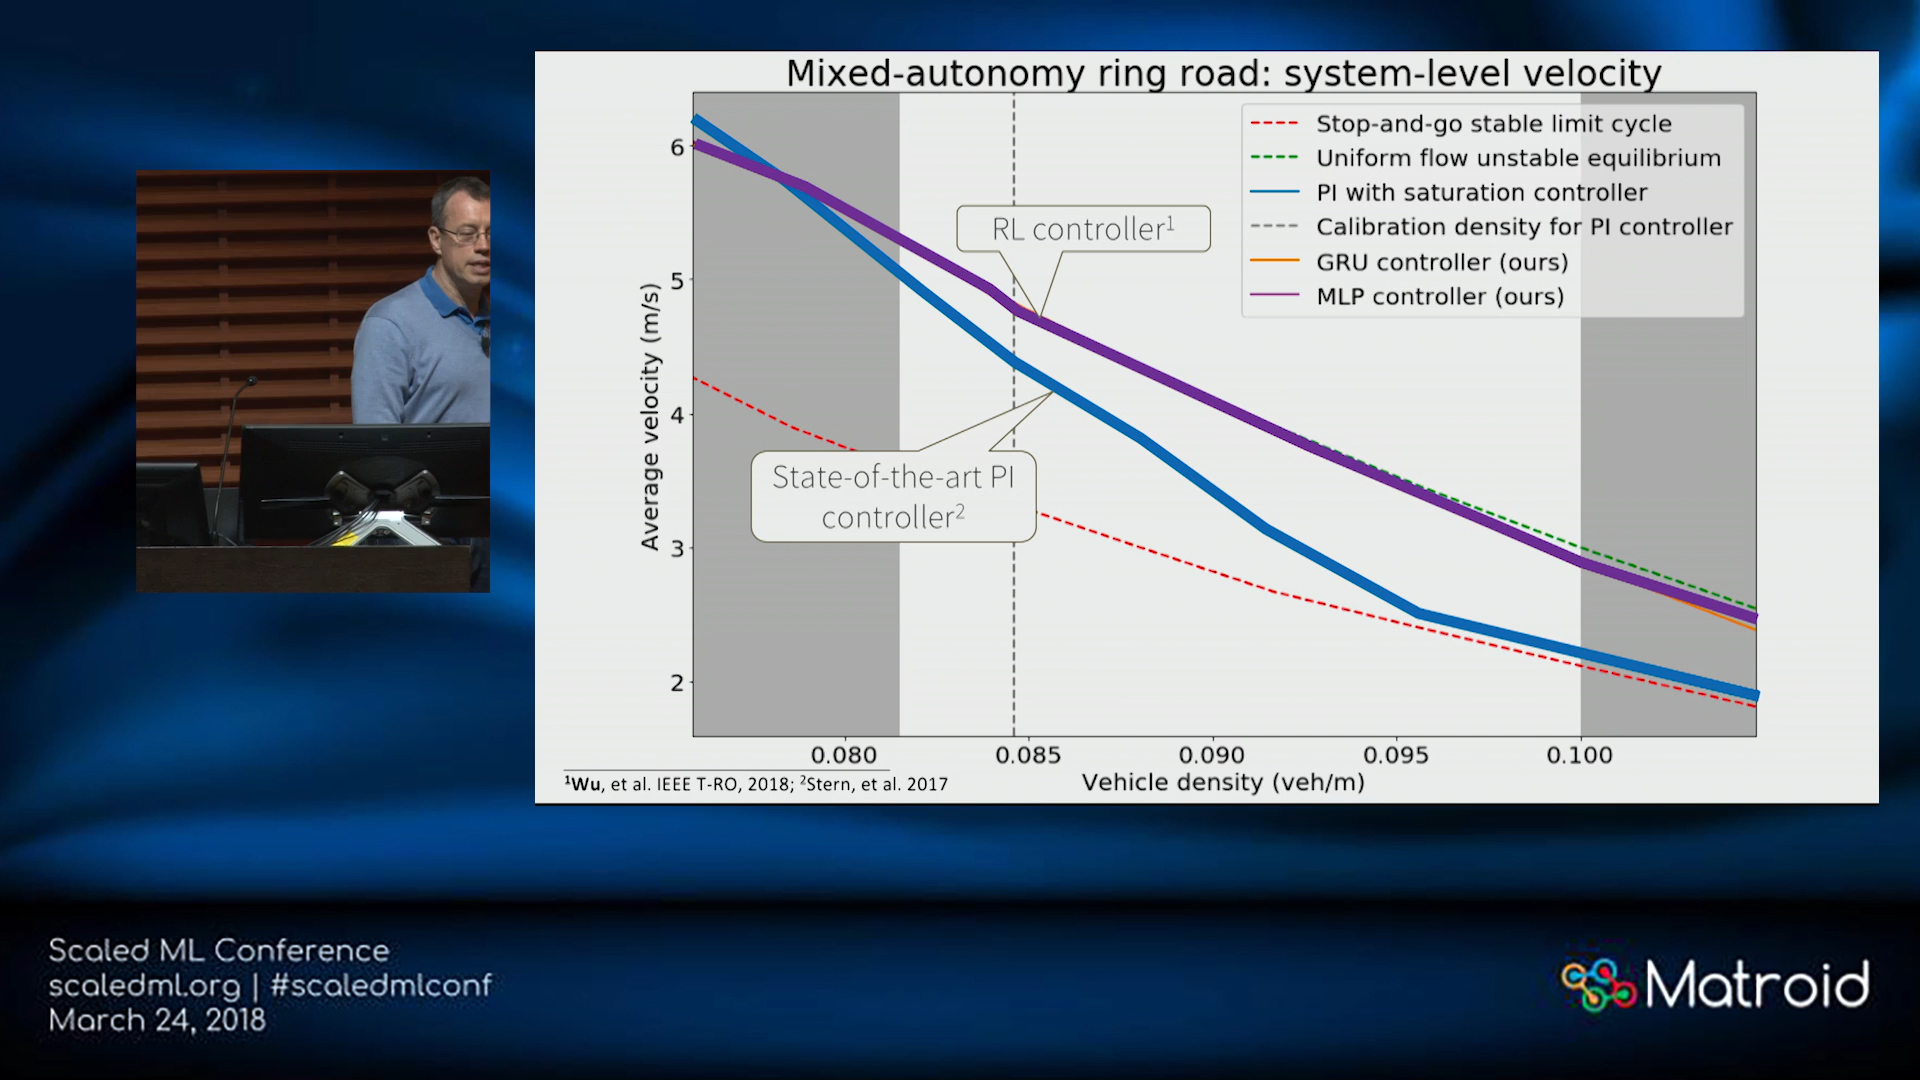 Mixed-autonomy ring road: system-level velocity
Stop-and-go stable limit cycle
Uniform flow unstable equilibrium
PI with saturation controller
Calibration density for PI controller
GRU controller (ours)
MLP controller (ours)
RL controller¹
State-of-the-art PI
controller²
Average velocity (m/s)
6
5
4
3
2
0.080 0.085 0.090 0.095 0.100
Vehicle density (veh/m)
¹Wu, et al. IEEE T-RO, 2018; ²Stern, et al. 2017
Scaled ML Conference
scaledml.org | #scaledmlconf
March 24, 2018
Matroid